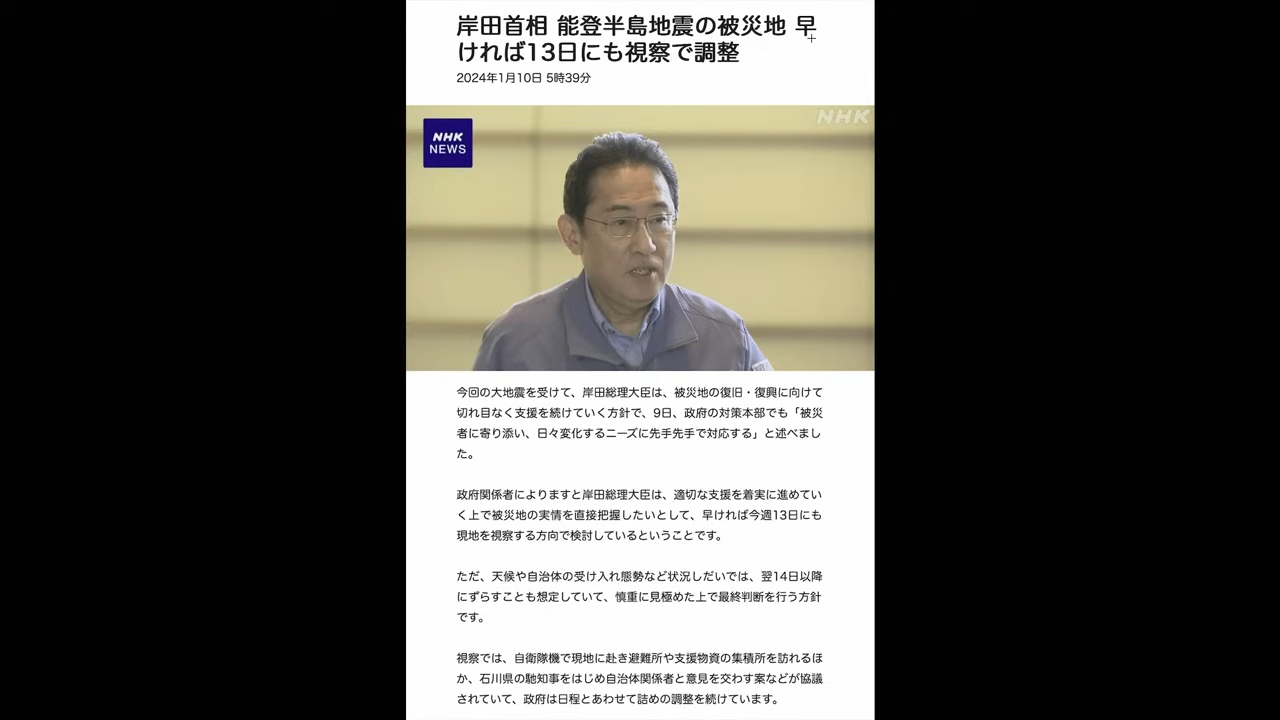 岸田首相 能登半島地震の被災地 早
ければ13日にも視察で調整
2024年1月10日 5時39分
NHK
NHK
NEWS
今回の大地震を受けて、岸田総理大臣は、被災地の復旧・復興に向けて
切れ目なく支援を続けていく方針で、9日、政府の対策本部でも「被災
者に寄り添い、日々変化するニーズに先手先手で対応する」と述べまし
た。
政府関係者によりますと岸田総理大臣は、適切な支援を着実に進めてい
く上で被災地の実情を直接把握したいとして、早ければ今週13日にも
現地を視察する方向で検討しているということです。
ただ、天候や自治体の受け入れ態勢など状況しだいでは、翌14日以降
にずらすことも想定していて、慎重に見極めた上で最終判断を行う方針
です。
視察では、自衛隊機で現地に赴き避難所や支援物資の集積所を訪れるほ
か、石川県の馳知事をはじめ自治体関係者と意見を交わす案などが協議
されていて、政府は日程とあわせて詰めの調整を続けています。